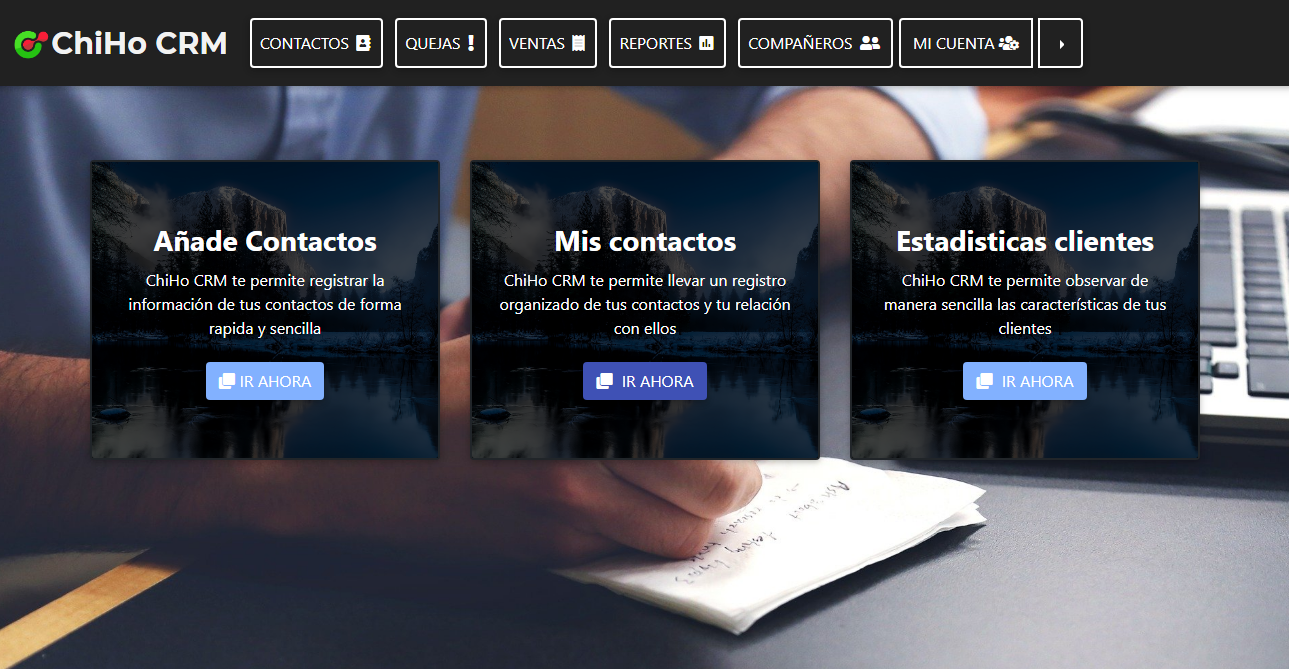 ChiHo CRM
CONTACTOS
QUEJAS
VENTAS
REPORTES
COMPAÑEROS
MI CUENTA
Añade Contactos
ChiHo CRM te permite registrar la
información de tus contactos de forma
rapida y sencilla
IR AHORA
Mis contactos
ChiHo CRM te permite llevar un registro
organizado de tus contactos y tu relación
con ellos
IR AHORA
Estadisticas clientes
ChiHo CRM te permite observar de
manera sencilla las características de tus
clientes
IR AHORA